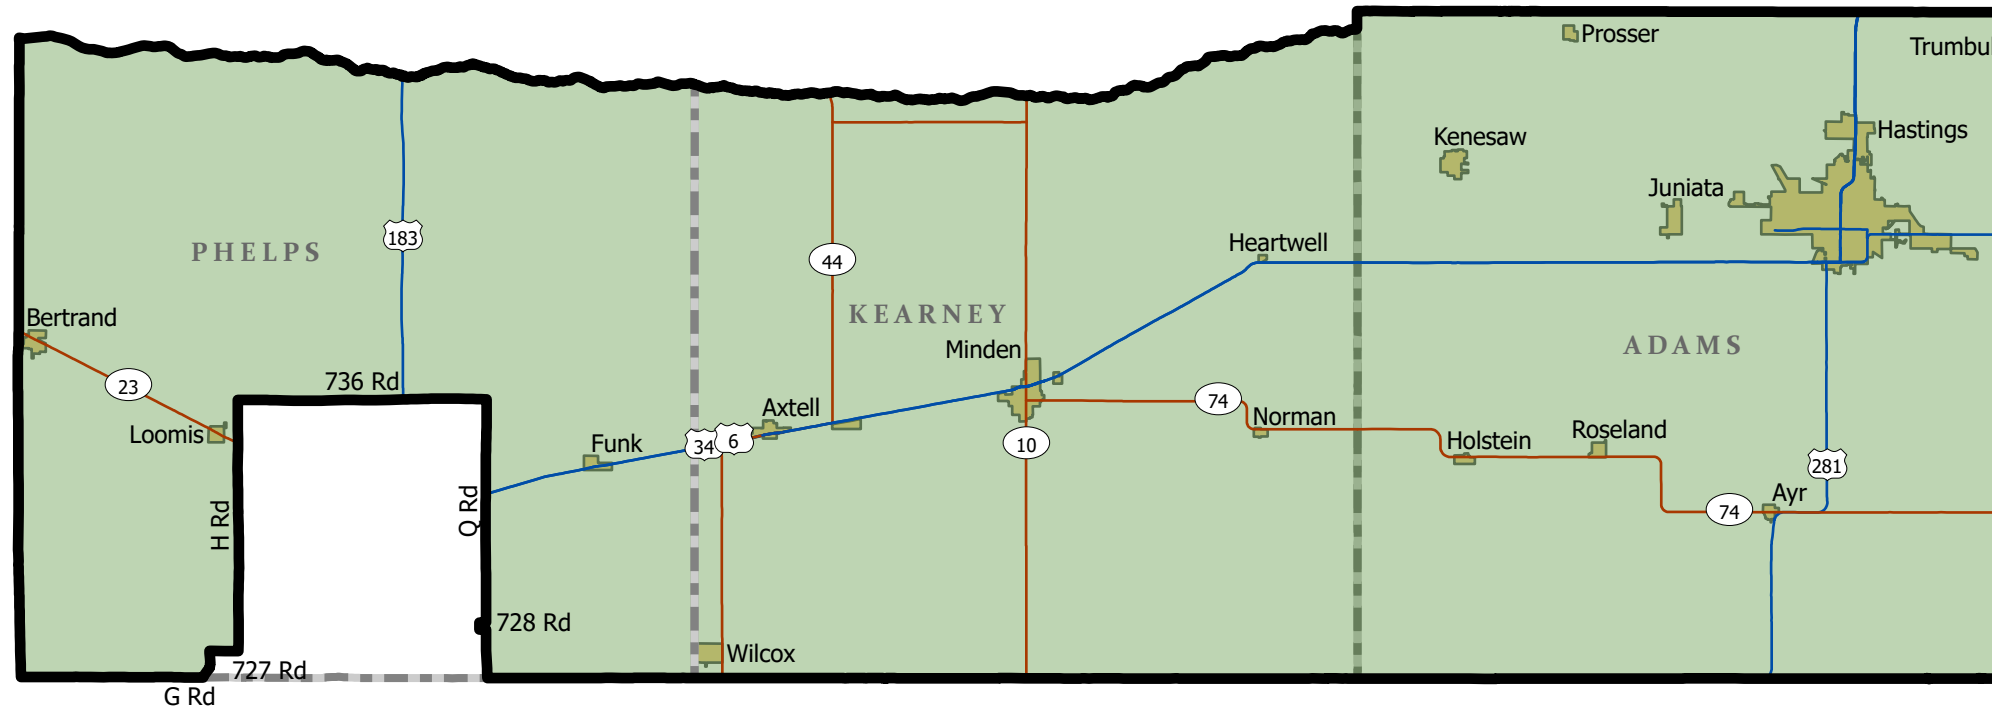 Prosser
Trumbu
Hastings
Kenesaw
Juniata
183
PHELPS
Heartwell
44
KEARNEY
Bertrand
ADAMS
Minden
736 Rd
23
74
Axtell
Norman
Loomis
Funk
34
6
10
Holstein
Roseland
281
H Rd
Q Rd
Ayr
74
728 Rd
Wilcox
727 Rd
G Rd